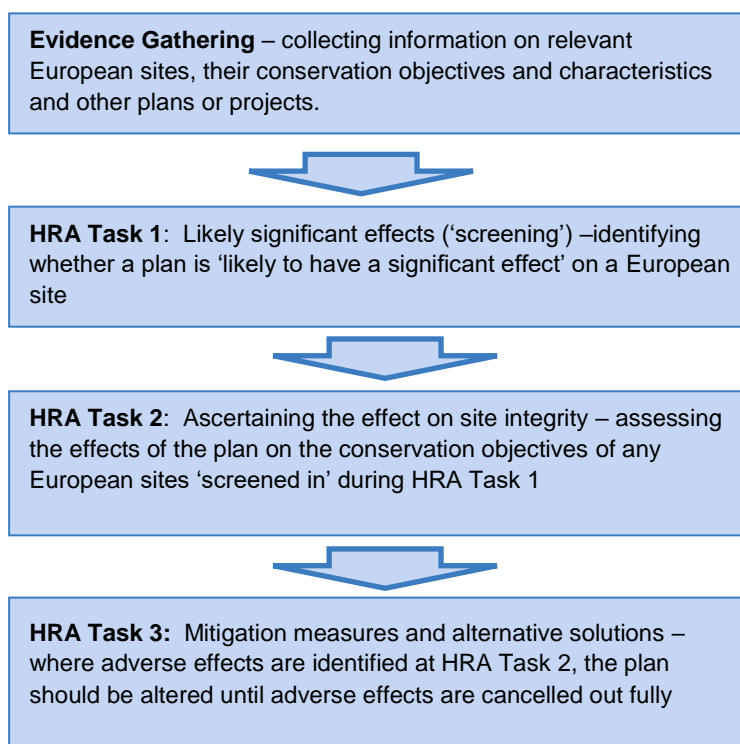 Evidence Gathering – collecting information on relevant
European sites, their conservation objectives and characteristics
and other plans or projects.
HRA Task 1:  Likely significant effects (‘screening’) –identifying
whether a plan is ‘likely to have a significant effect’ on a European
site
HRA Task 2:  Ascertaining the effect on site integrity – assessing
the effects of the plan on the conservation objectives of any
European sites ‘screened in’ during HRA Task 1
HRA Task 3:  Mitigation measures and alternative solutions –
where adverse effects are identified at HRA Task 2, the plan
should be altered until adverse effects are cancelled out fully